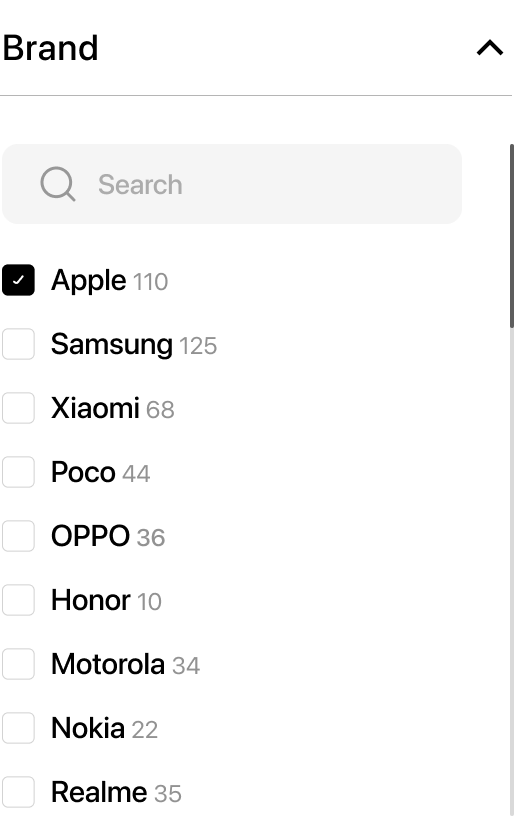 Brand
Search
Apple 110
Samsung 125
Xiaomi 68
Poco 44
OPPO 36
Honor 10
Motorola 34
Nokia 22
Realme 35